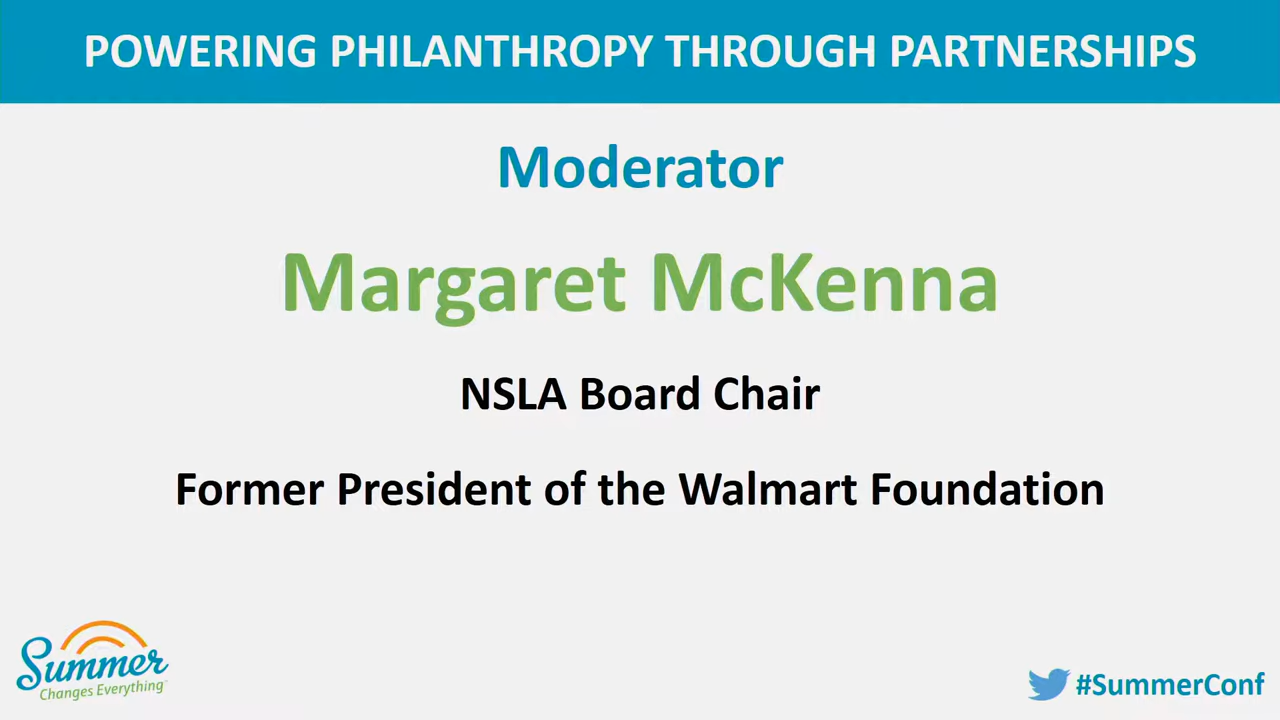 POWERING PHILANTHROPY THROUGH PARTNERSHIPS
Moderator
Margaret McKenna
NSLA Board Chair
Former President of the Walmart Foundation
Summer
Changes Everything™
#SummerConf